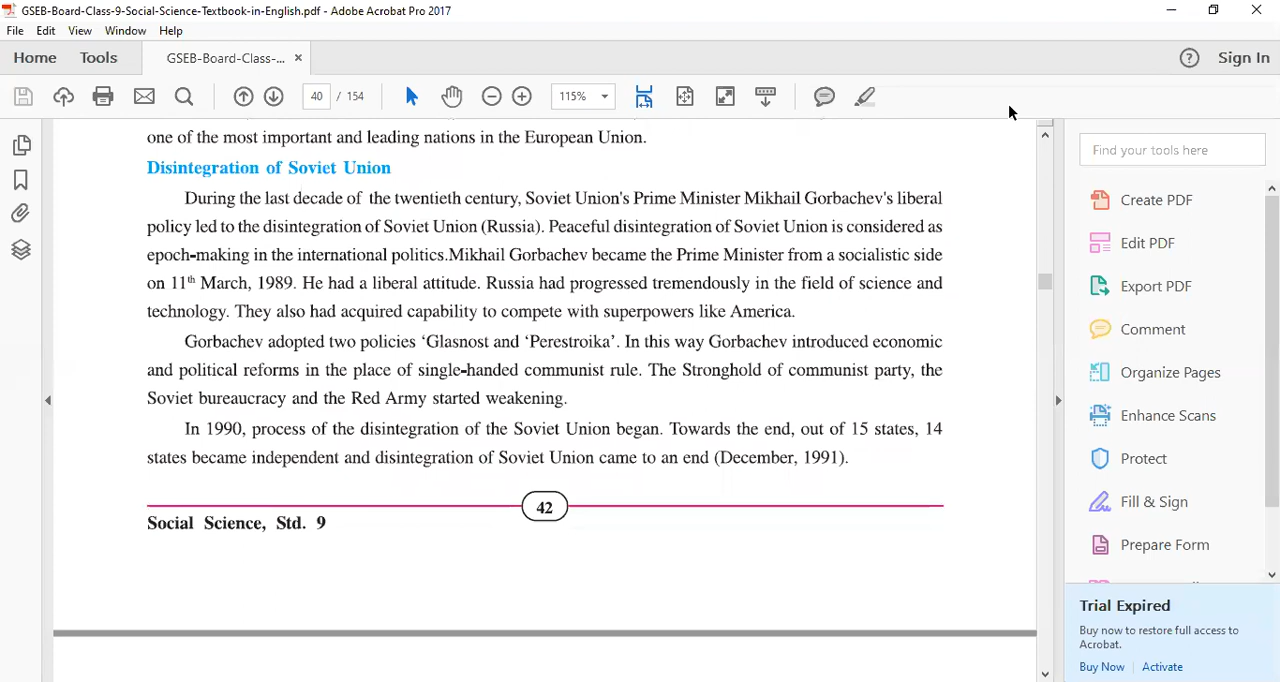 GSEB-Board-Class-9-Social-Science-Textbook-in-English.pdf - Adobe Acrobat Pro 2017
File Edit View Window Help
Home Tools GSEB-Board-Class-... × ? Sign In
40 / 154 115%
one of the most important and leading nations in the European Union.
Disintegration of Soviet Union
During the last decade of the twentieth century, Soviet Union's Prime Minister Mikhail Gorbachev's liberal
policy led to the disintegration of Soviet Union (Russia). Peaceful disintegration of Soviet Union is considered as
epoch-making in the international politics.Mikhail Gorbachev became the Prime Minister from a socialistic side
on 11th March, 1989. He had a liberal attitude. Russia had progressed tremendously in the field of science and
technology. They also had acquired capability to compete with superpowers like America.
Gorbachev adopted two policies ‘Glasnost and ‘Perestroika’. In this way Gorbachev introduced economic
and political reforms in the place of single-handed communist rule. The Stronghold of communist party, the
Soviet bureaucracy and the Red Army started weakening.
In 1990, process of the disintegration of the Soviet Union began. Towards the end, out of 15 states, 14
states became independent and disintegration of Soviet Union came to an end (December, 1991).
42
Social Science, Std. 9
Find your tools here
Create PDF
Edit PDF
Export PDF
Comment
Organize Pages
Enhance Scans
Protect
Fill & Sign
Prepare Form
Trial Expired
Buy now to restore full access to
Acrobat.
Buy Now Activate